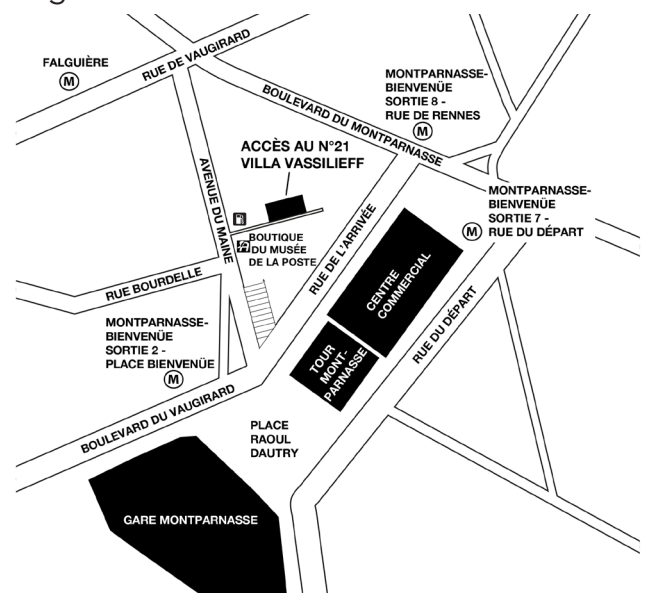 FALGUIÈRE
M
RUE DE VAUGIRARD
BOULEVARD DU MONTPARNASSE
MONTPARNASSE-
BIENVENÜE
SORTIE 8 -
RUE DE RENNES
M
ACCÈS AU N°21
VILLA VASSILIEFF
AVENUE DU MAINE
MONTPARNASSE-
BIENVENÜE
SORTIE 7 -
RUE DU DÉPART
M
BOUTIQUE
DU MUSÉE
DE LA POSTE
RUE DE L'ARRIVÉE
CENTRE
COMMERCIAL
RUE BOURDELLE
MONTPARNASSE-
BIENVENÜE
SORTIE 2 -
PLACE BIENVENÜE
M
TOUR
MONT-
PARNASSE
RUE DU DÉPART
BOULEVARD DU VAUGIRARD
PLACE
RAOUL
DAUTRY
GARE MONTPARNASSE